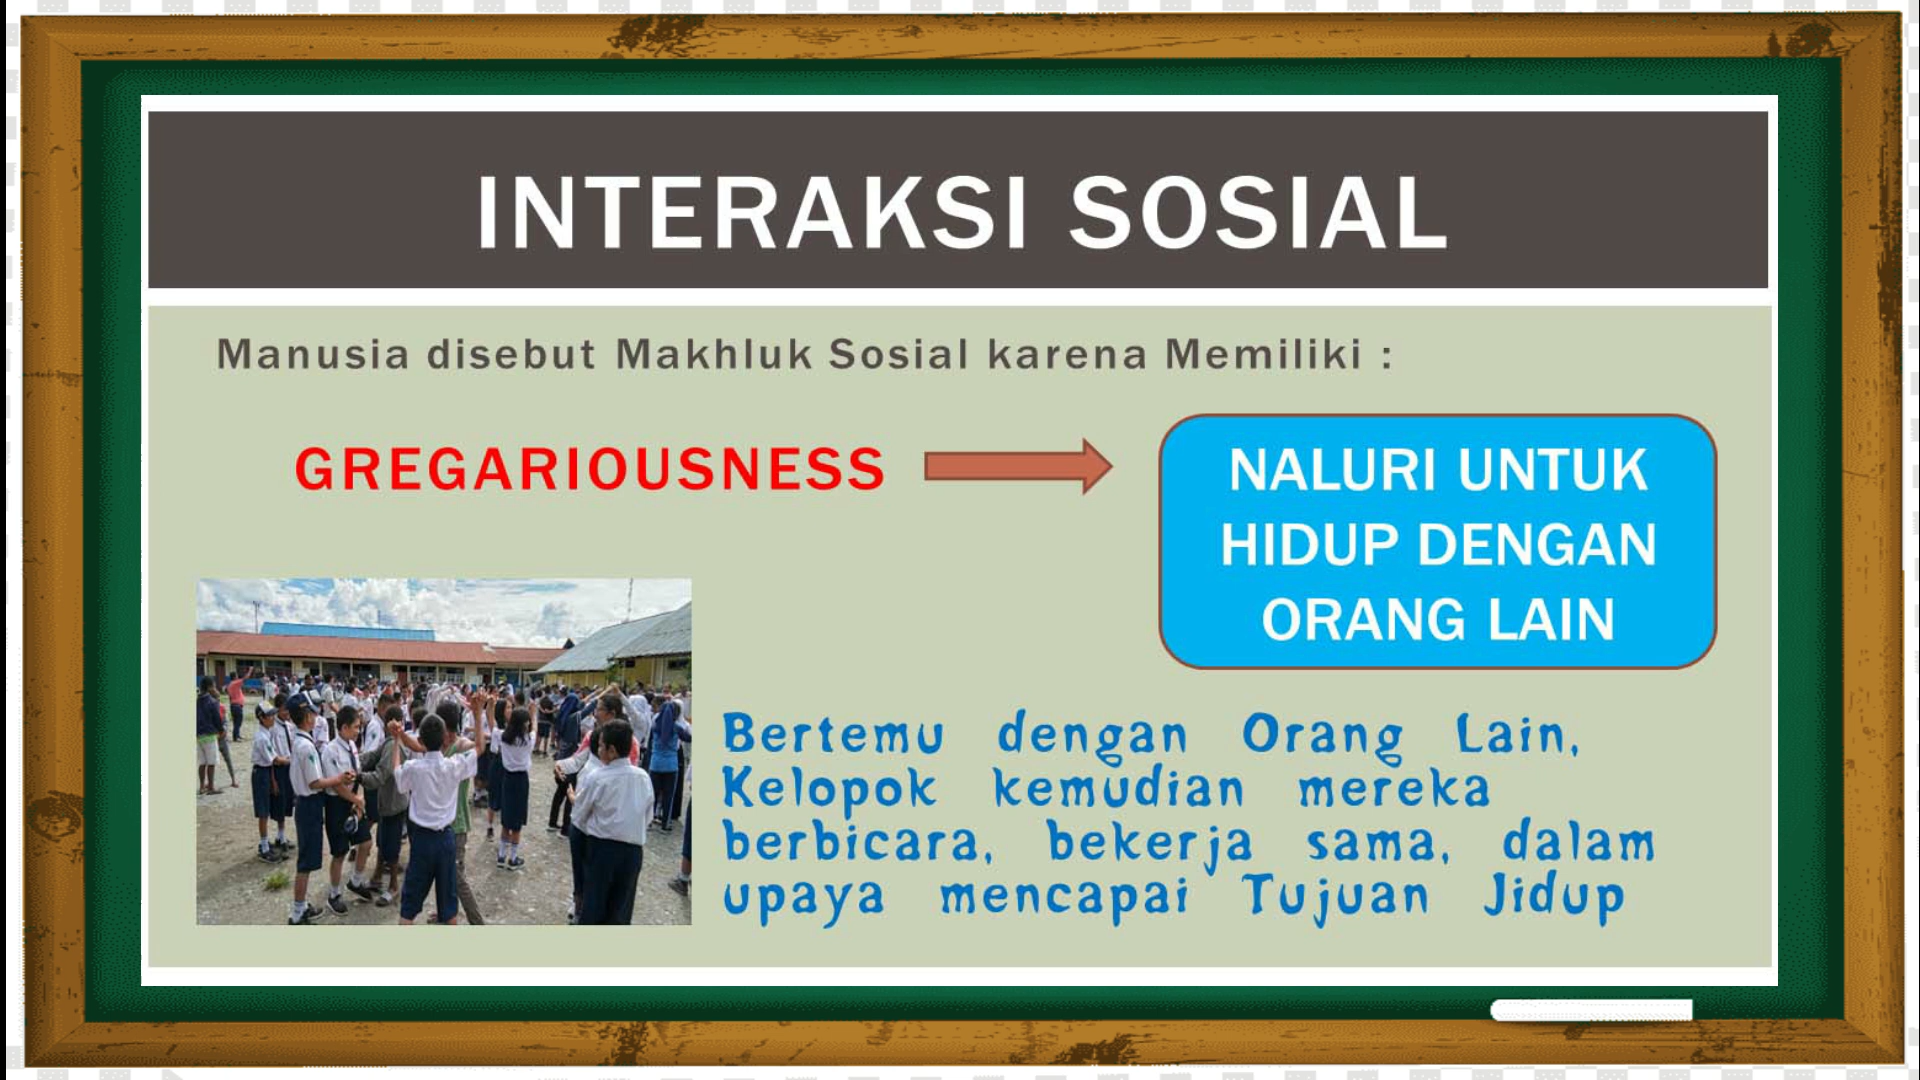 INTERAKSI SOSIAL
Manusia disebut Makhluk Sosial karena Memiliki :
GREGARIOUSNESS
NALURI UNTUK
HIDUP DENGAN
ORANG LAIN
Bertemu dengan Orang Lain,
Kelopok kemudian mereka
berbicara, bekerja sama, dalam
upaya mencapai Tujuan Jidup